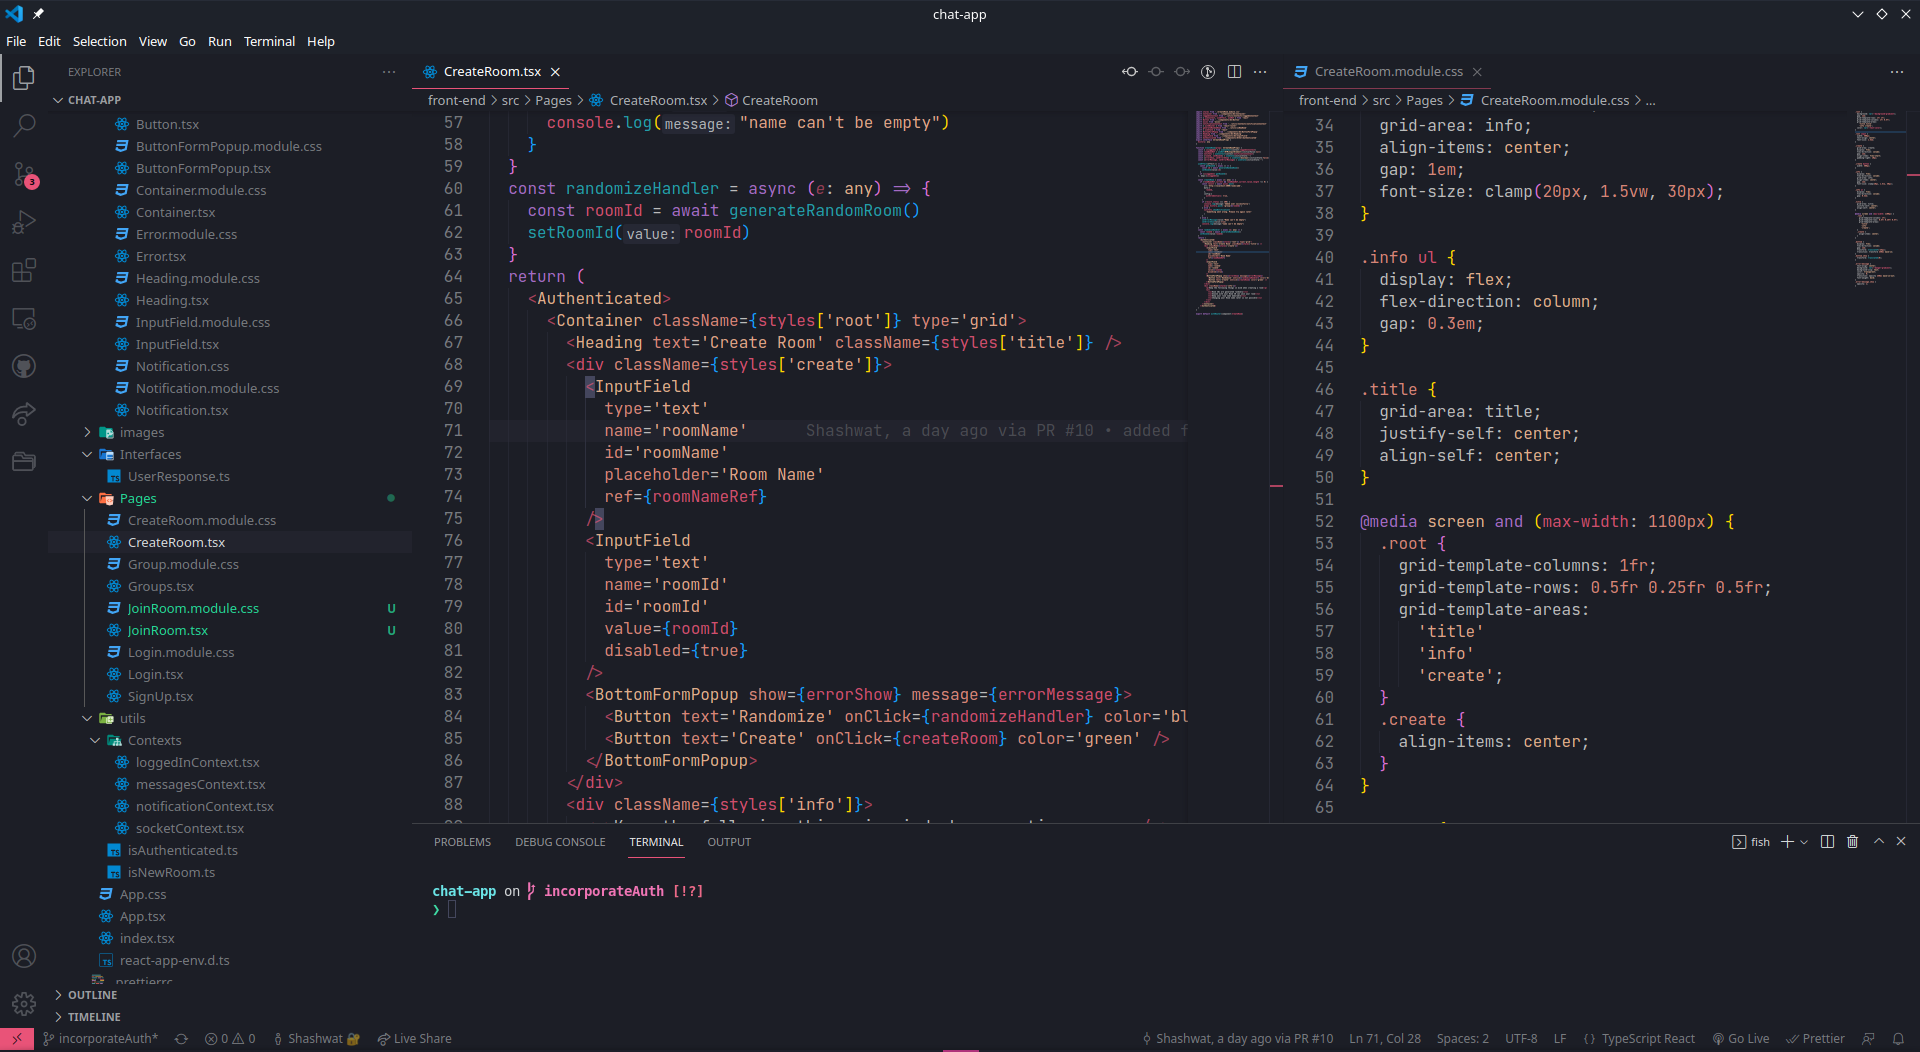 chat-app
File Edit Selection View Go Run Terminal Help
EXPLORER
CHAT-APP
Button.tsx
ButtonFormPopup.module.css
ButtonFormPopup.tsx
Container.module.css
Container.tsx
Error.module.css
Error.tsx
Heading.module.css
Heading.tsx
InputField.module.css
InputField.tsx
Notification.css
Notification.module.css
Notification.tsx
images
Interfaces
UserResponse.ts
Pages
CreateRoom.module.css
CreateRoom.tsx
Group.module.css
Groups.tsx
JoinRoom.module.css U
JoinRoom.tsx U
Login.module.css
Login.tsx
SignUp.tsx
utils
Contexts
loggedInContext.tsx
messagesContext.tsx
notificationContext.tsx
socketContext.tsx
isAuthenticated.ts
isNewRoom.ts
App.css
App.tsx
index.tsx
react-app-env.d.ts
.prettierrc
OUTLINE
TIMELINE
3
CreateRoom.tsx
front-end > src > Pages > CreateRoom.tsx > CreateRoom
57 console.log(message: "name can't be empty")
58 }
59 }
60 const randomizeHandler = async (e: any) => {
61 const roomId = await generateRandomRoom()
62 setRoomId(value: roomId)
63 }
64 return (
65 <Authenticated>
66 <Container className={styles['root']} type='grid'>
67 <Heading text='Create Room' className={styles['title']} />
68 <div className={styles['create']}>
69 <InputField
70 type='text'
71 name='roomName' Shashwat, a day ago via PR #10 • added f
72 id='roomName'
73 placeholder='Room Name'
74 ref={roomNameRef}
75 />
76 <InputField
77 type='text'
78 name='roomId'
79 id='roomId'
80 value={roomId}
81 disabled={true}
82 />
83 <BottomFormPopup show={errorShow} message={errorMessage}>
84 <Button text='Randomize' onClick={randomizeHandler} color='bl
85 <Button text='Create' onClick={createRoom} color='green' />
86 </BottomFormPopup>
87 </div>
88 <div className={styles['info']}>
CreateRoom.module.css
front-end > src > Pages > CreateRoom.module.css > ...
34 grid-area: info;
35 align-items: center;
36 gap: 1em;
37 font-size: clamp(20px, 1.5vw, 30px);
38 }
39
40 .info ul {
41 display: flex;
42 flex-direction: column;
43 gap: 0.3em;
44 }
45
46 .title {
47 grid-area: title;
48 justify-self: center;
49 align-self: center;
50 }
51
52 @media screen and (max-width: 1100px) {
53 .root {
54 grid-template-columns: 1fr;
55 grid-template-rows: 0.5fr 0.25fr 0.5fr;
56 grid-template-areas:
57 'title'
58 'info'
59 'create';
60 }
61 .create {
62 align-items: center;
63 }
64 }
65
PROBLEMS DEBUG CONSOLE TERMINAL OUTPUT
fish
chat-app on incorporateAuth [!?]
❯
incorporateAuth* 0 0 Shashwat Live Share Shashwat, a day ago via PR #10 Ln 71, Col 28 Spaces: 2 UTF-8 LF {} TypeScript React Go Live Prettier